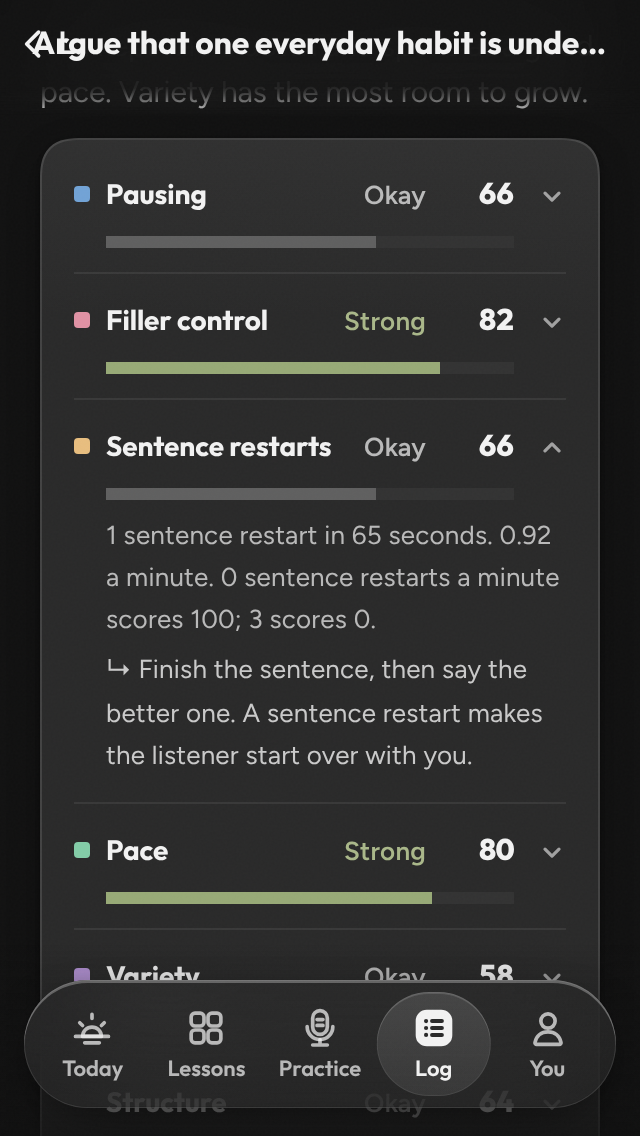 Argue that one everyday habit is unde...
pace. Variety has the most room to grow.
Pausing Okay 66
Filler control Strong 82
Sentence restarts Okay 66
1 sentence restart in 65 seconds. 0.92
a minute. 0 sentence restarts a minute
scores 100; 3 scores 0.
↳ Finish the sentence, then say the
better one. A sentence restart makes
the listener start over with you.
Pace Strong 80
Variety Okay 58
Today Lessons Practice Log You
Structure Okay 64